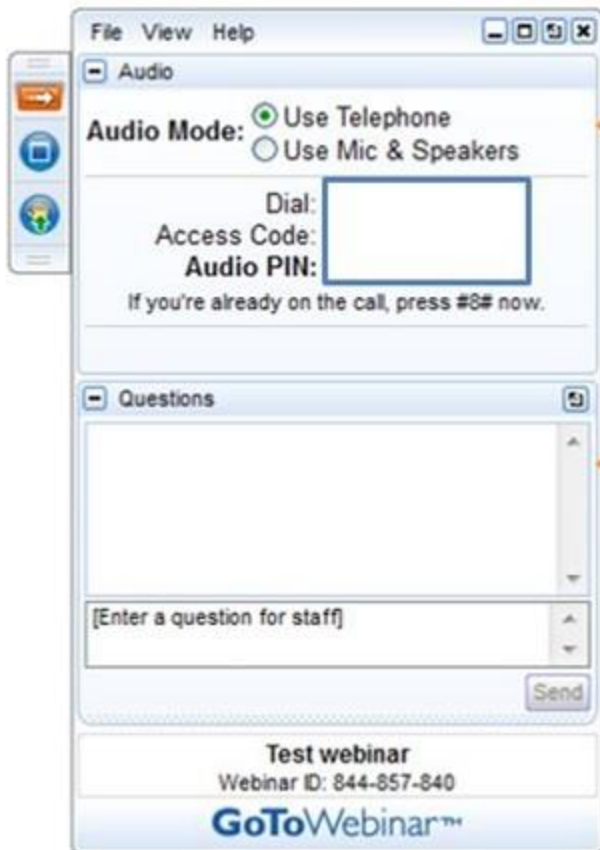 File View Help
Audio
Audio Mode: Use Telephone
Use Mic & Speakers
Dial:
Access Code:
Audio PIN:
If you're already on the call, press #8# now.
Questions
[Enter a question for staff]
Send
Test webinar
Webinar ID: 844-857-840
GoToWebinar™